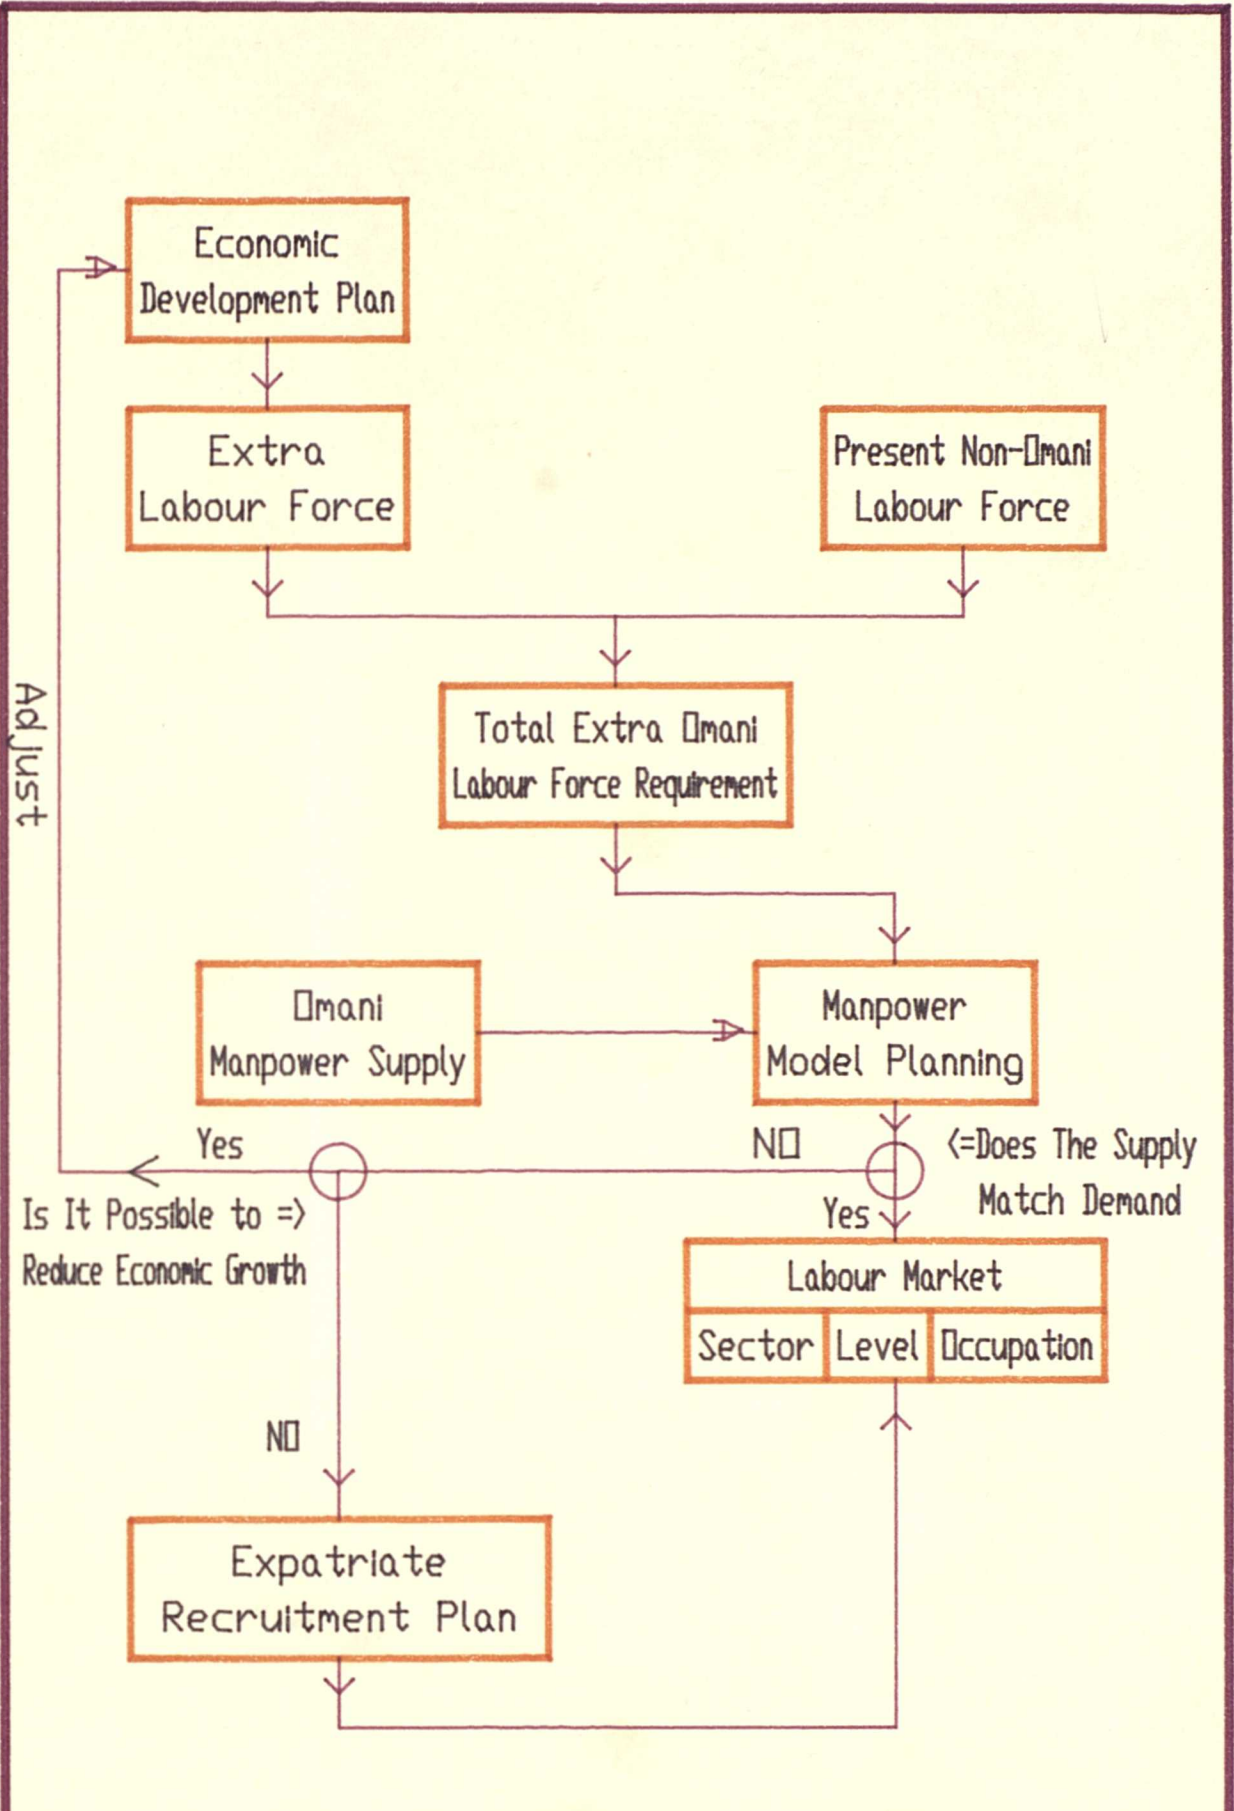 Economic
Development Plan
Extra
Labour Force
Present Non-Omani
Labour Force
Adjust
Total Extra Omani
Labour Force Requirement
Omani
Manpower Supply
Manpower
Model Planning
Yes
NO
<=Does The Supply
Match Demand
Is It Possible to =>
Reduce Economic Growth
Yes
Labour Market
Sector
Level
Occupation
NO
Expatriate
Recruitment Plan